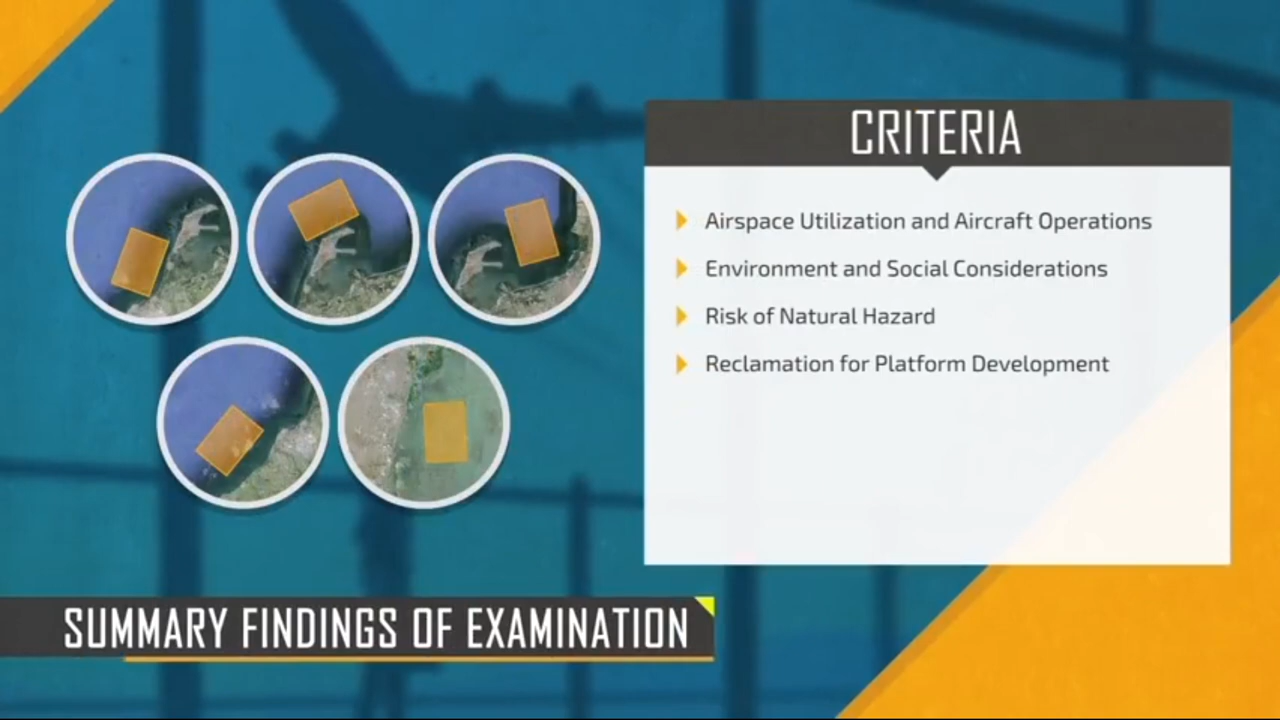 CRITERIA
Airspace Utilization and Aircraft Operations
Environment and Social Considerations
Risk of Natural Hazard
Reclamation for Platform Development
SUMMARY FINDINGS OF EXAMINATION